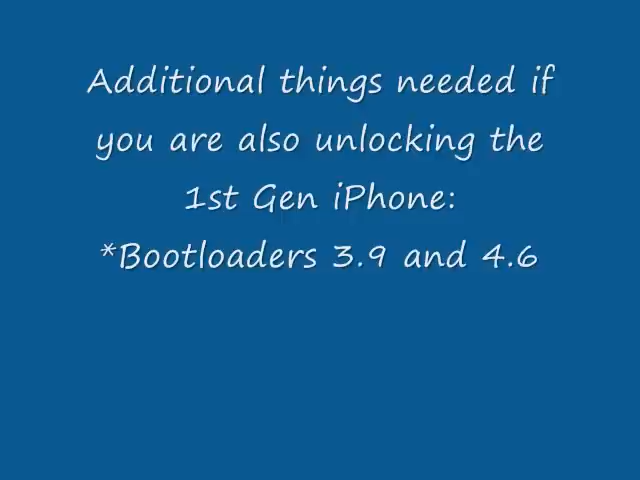 Additional things needed if
you are also unlocking the
1st Gen iPhone:
*Bootloaders 3.9 and 4.6